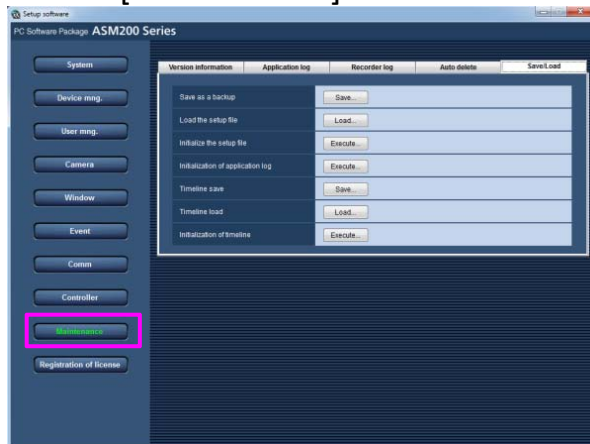 Setup software
PC Software Package ASM200 Series
System
Device mng.
User mng.
Camera
Window
Event
Comm
Controller
Maintenance
Registration of license
Version information Application log Recorder log Auto delete Save/Load
Save as a backup Save...
Load the setup file Load...
Initialize the setup file Execute...
Initialization of application log Execute...
Timeline save Save...
Timeline load Load...
Initialization of timeline Execute...